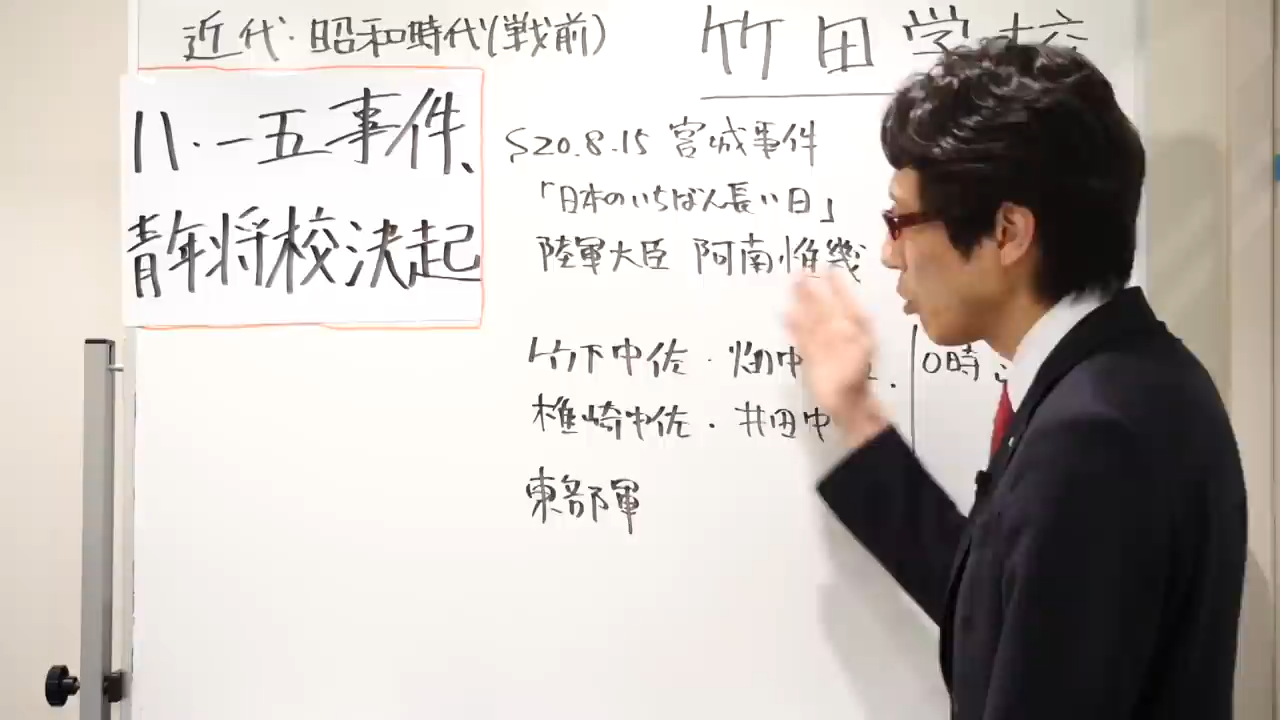 近代・昭和時代(戦前)
竹田学校
八・一五事件、
青年将校決起
S20.8.15 宮城事件
「日本のいちばん長い日」
陸軍大臣 阿南惟幾
竹下中佐・畑中
椎崎中佐・井田中
東部軍
0時